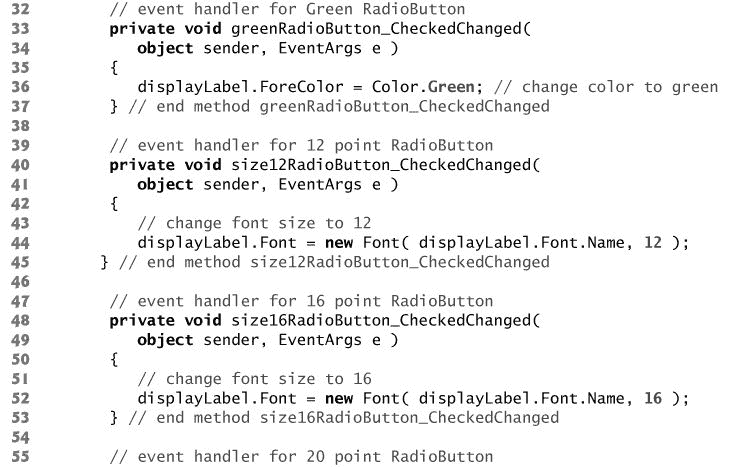 32 // event handler for Green RadioButton
33 private void greenRadioButton_CheckedChanged(
34 object sender, EventArgs e )
35 {
36 displayLabel.ForeColor = Color.Green; // change color to green
37 } // end method greenRadioButton_CheckedChanged
38
39 // event handler for 12 point RadioButton
40 private void size12RadioButton_CheckedChanged(
41 object sender, EventArgs e )
42 {
43 // change font size to 12
44 displayLabel.Font = new Font( displayLabel.Font.Name, 12 );
45 } // end method size12RadioButton_CheckedChanged
46
47 // event handler for 16 point RadioButton
48 private void size16RadioButton_CheckedChanged(
49 object sender, EventArgs e )
50 {
51 // change font size to 16
52 displayLabel.Font = new Font( displayLabel.Font.Name, 16 );
53 } // end method size16RadioButton_CheckedChanged
54
55 // event handler for 20 point RadioButton